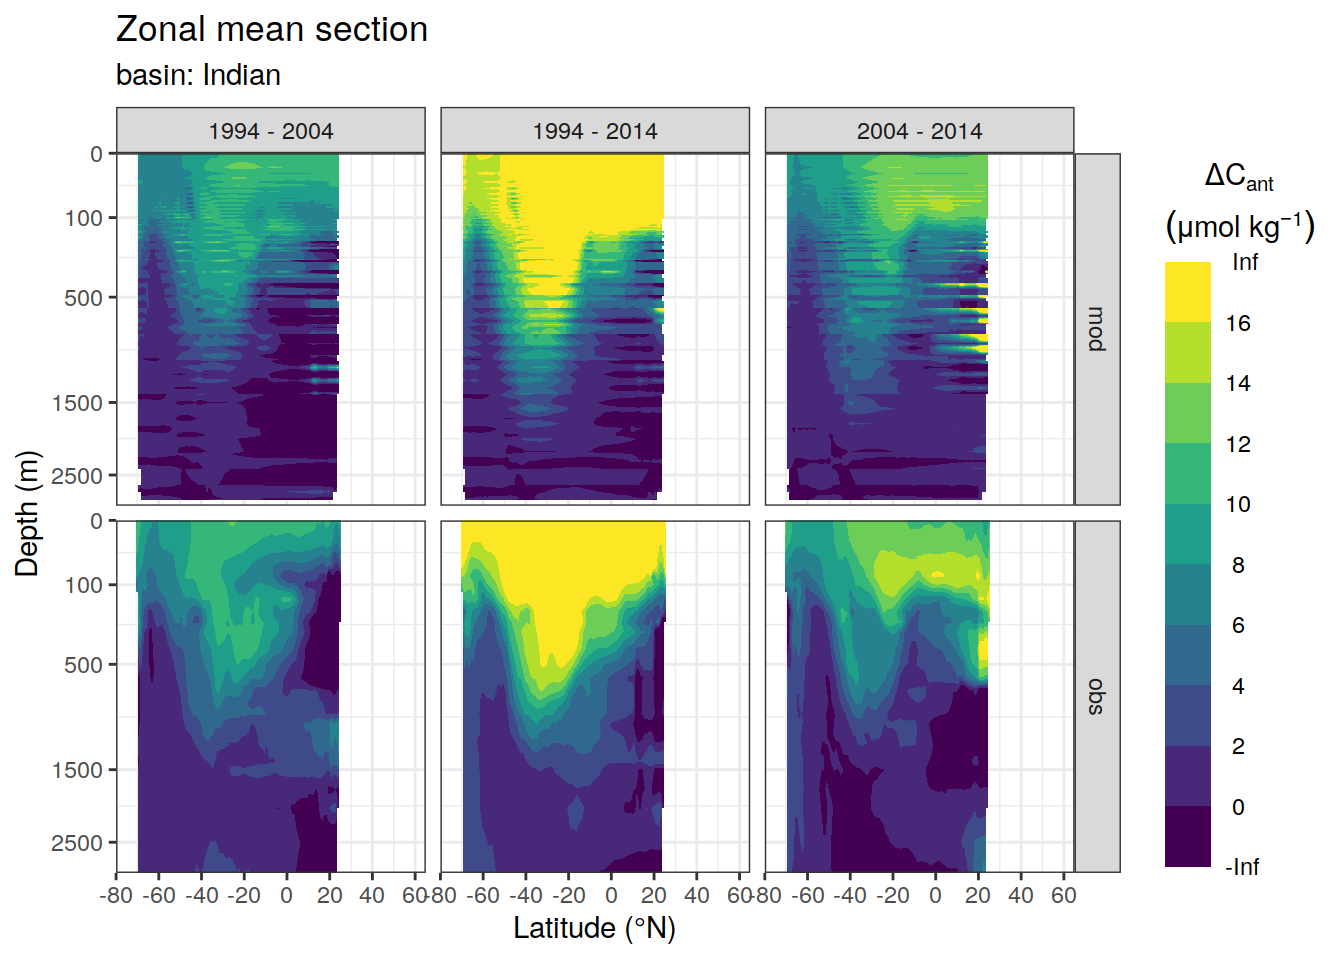 Zonal mean section
basin: Indian
1994 - 2004
1994 - 2014
2004 - 2014
0
100
500
1500
2500
mod
0
100
500
1500
2500
obs
Depth (m)
-80 -60 -40 -20 0 20 40 60
-80 -60 -40 -20 0 20 40 60
-80 -60 -40 -20 0 20 40 60
Latitude (°N)
ΔCant
(μmol kg⁻¹)
Inf
16
14
12
10
8
6
4
2
0
-Inf